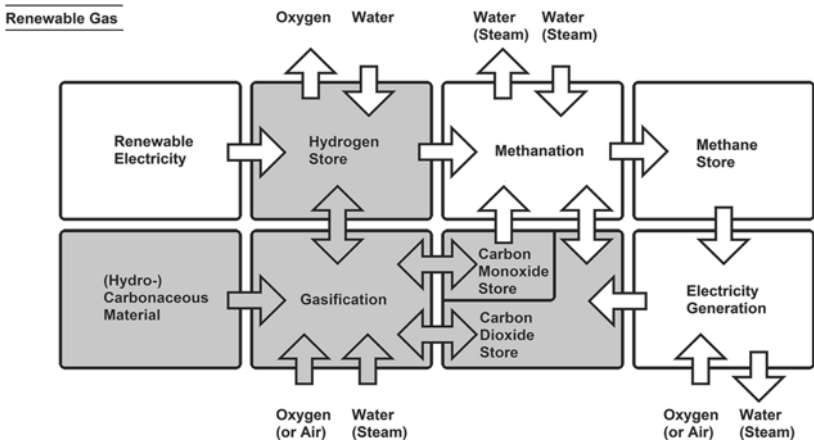 Renewable Gas
Oxygen
Water
Water
(Steam)
Water
(Steam)
Renewable
Electricity
Hydrogen
Store
Methanation
Methane
Store
(Hydro-)
Carbonaceous
Material
Gasification
Carbon
Monoxide
Store
Carbon
Dioxide
Store
Electricity
Generation
Oxygen
(or Air)
Water
(Steam)
Oxygen
(or Air)
Water
(Steam)